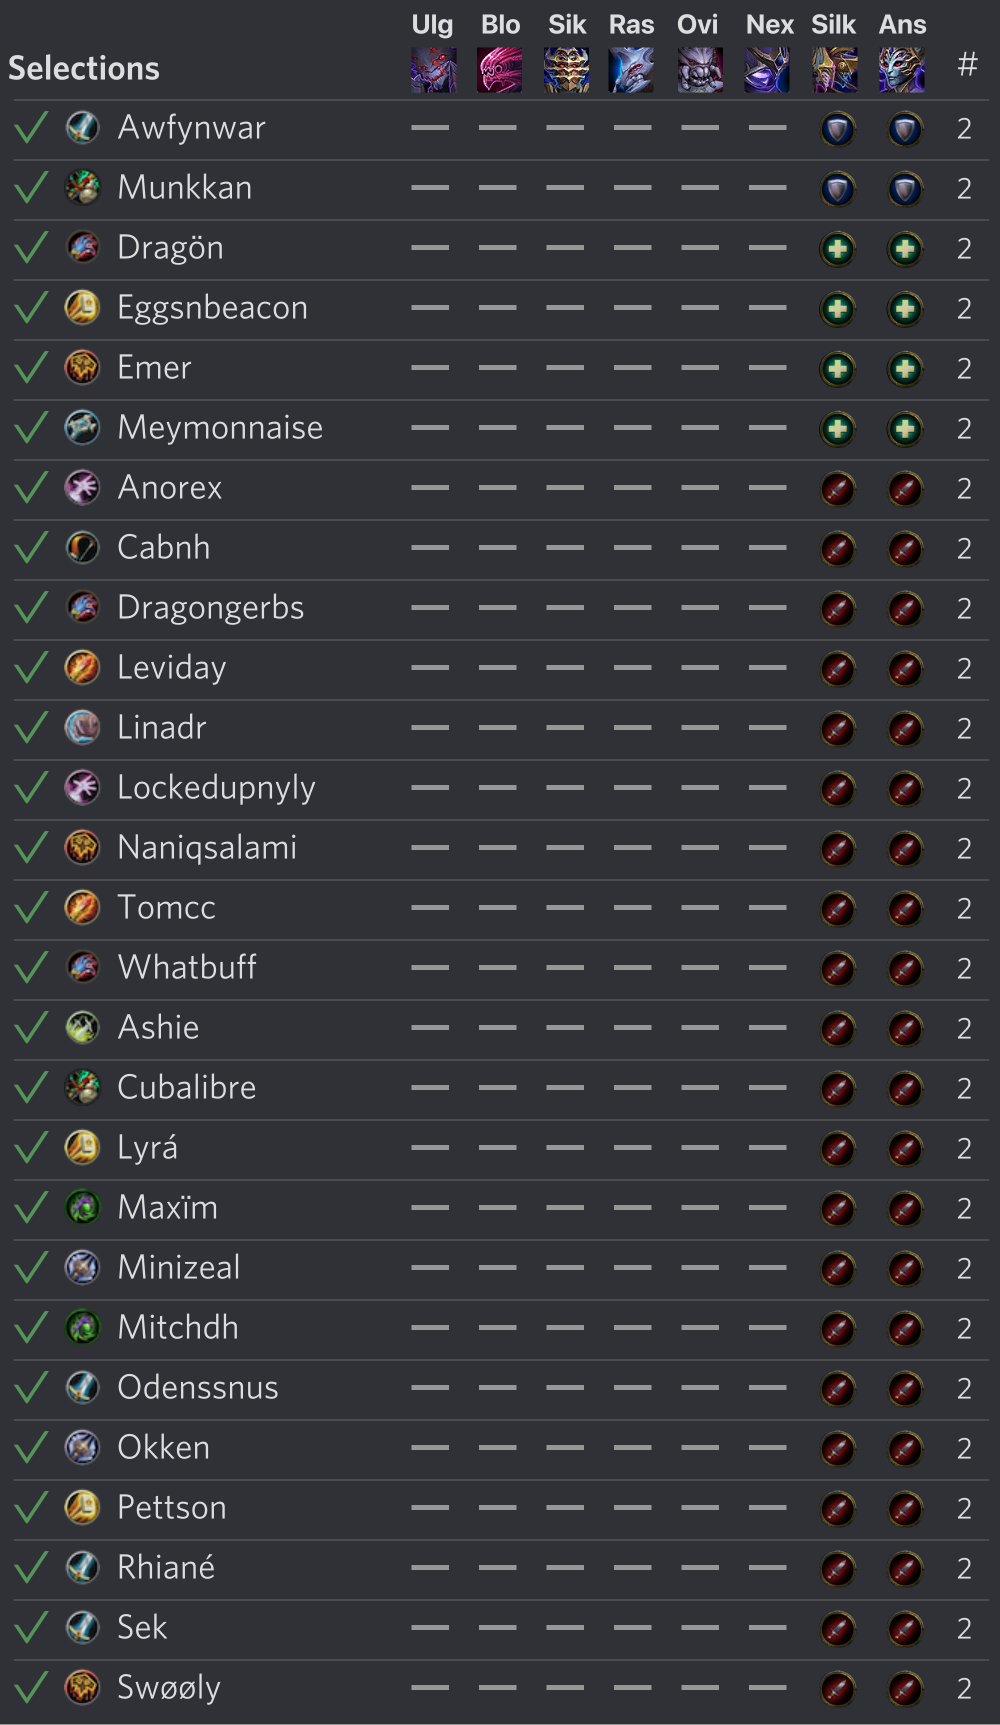 Ulg Blo Sik Ras Ovi Nex Silk Ans
Selections #
Awfynwar 2
Munkkan 2
Dragön 2
Eggsnbeacon 2
Emer 2
Meymonnaise 2
Anorex 2
Cabnh 2
Dragongerbs 2
Leviday 2
Linadr 2
Lockedupnyly 2
Naniqsalami 2
Tomcc 2
Whatbuff 2
Ashie 2
Cubalibre 2
Lyrá 2
Maxïm 2
Minizeal 2
Mitchdh 2
Odenssnus 2
Okken 2
Pettson 2
Rhiané 2
Sek 2
Swøøly 2